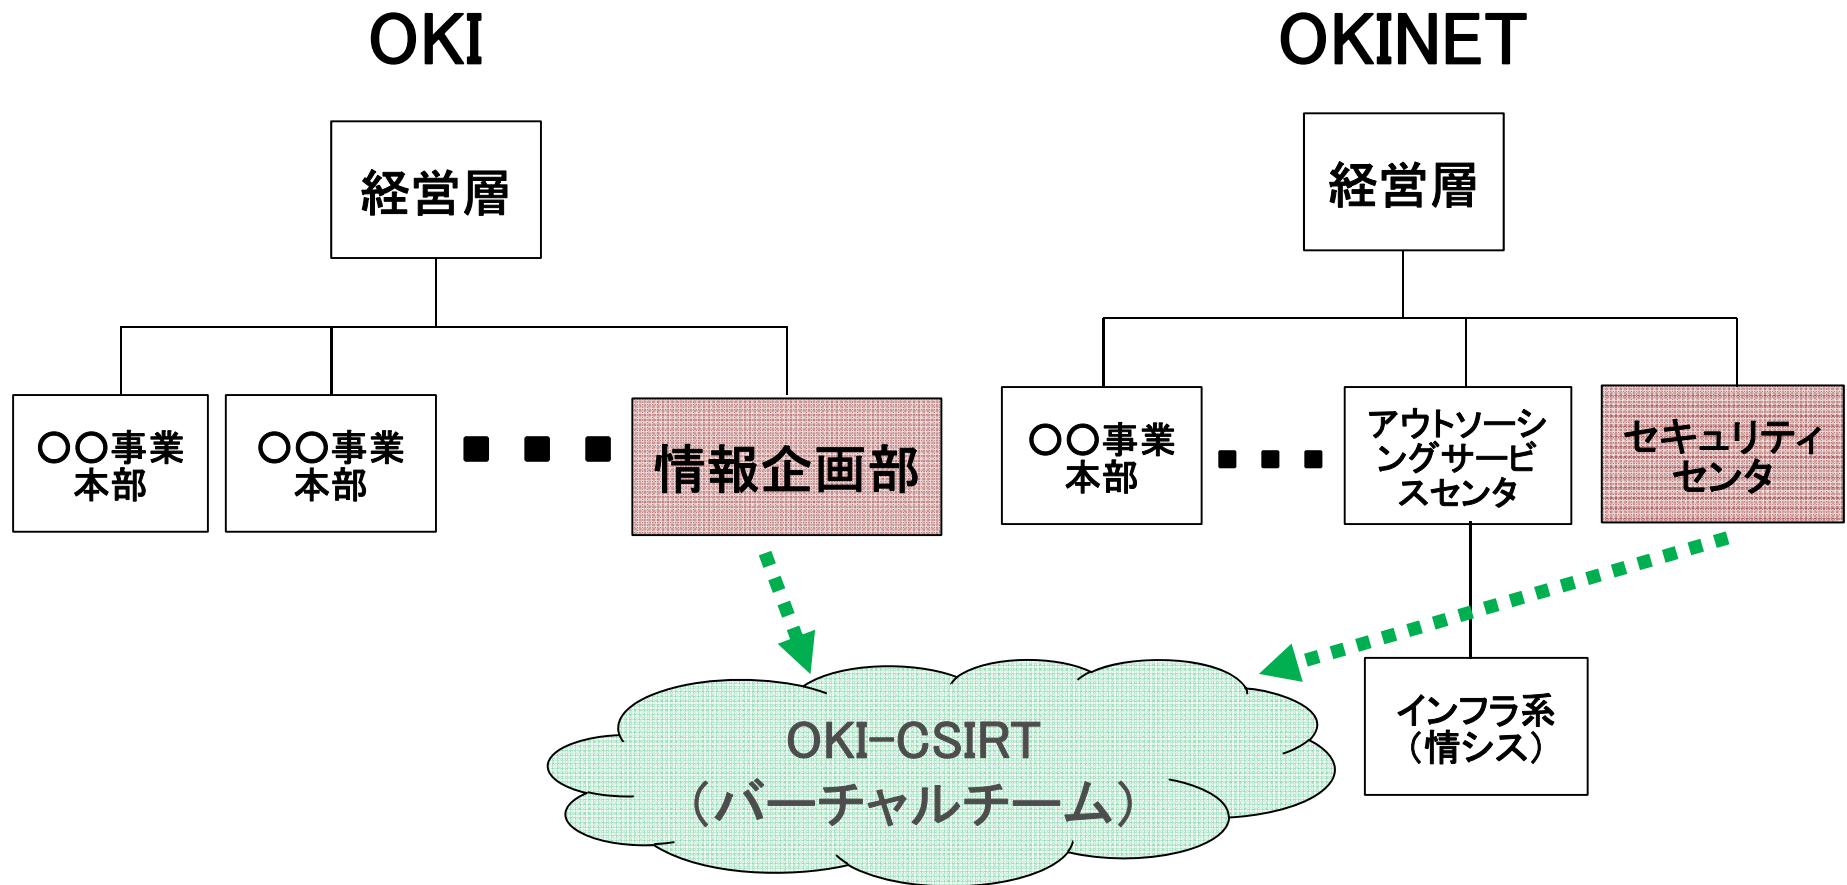 OKI
OKINET
経営層
経営層
〇〇事業
本部
〇〇事業
本部
■ ■ ■
情報企画部
〇〇事業
本部
■ ■ ■
アウトソーシ
ングサービ
スセンタ
セキュリティ
センタ
OKI-CSIRT
（バーチャルチーム）
インフラ系
（情シス）